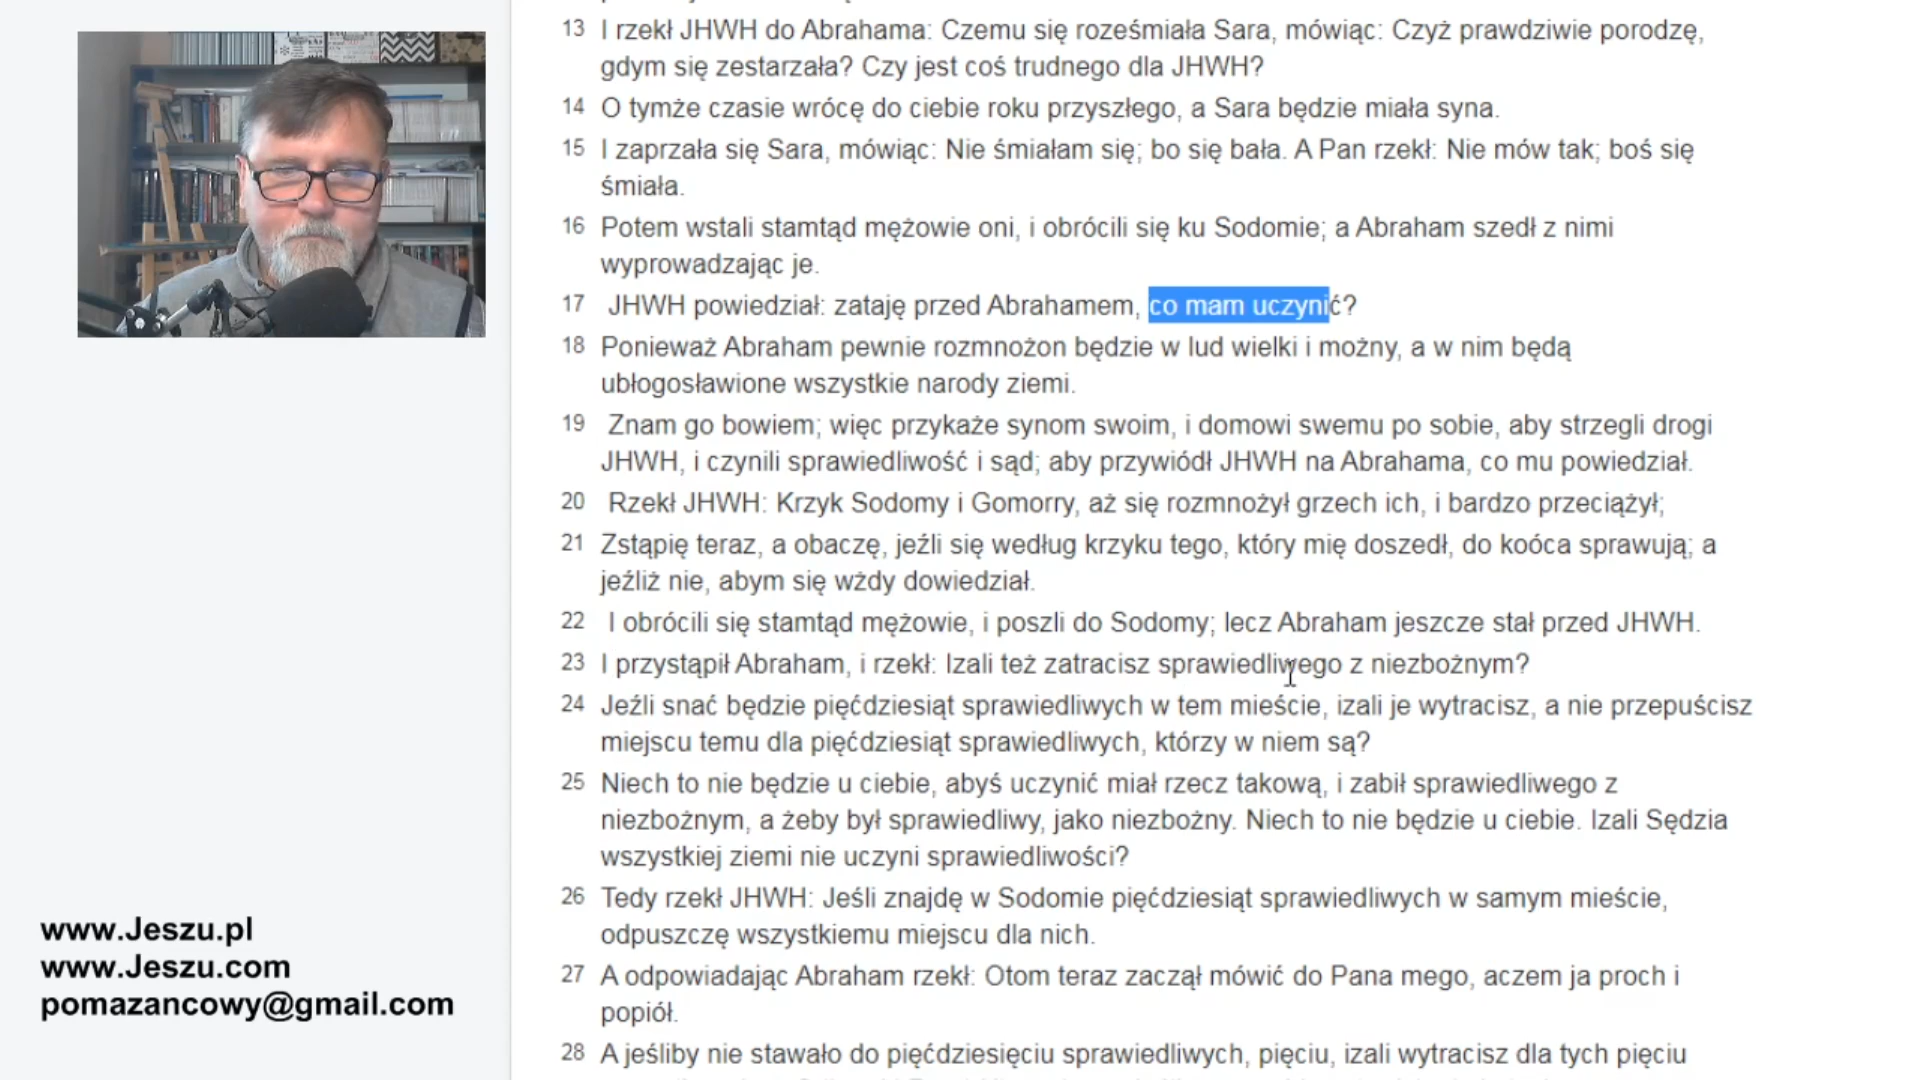 13 I rzekł JHWH do Abrahama: Czemu się roześmiała Sara, mówiąc: Czyż prawdziwie porodzę,
gdym się zestarzała? Czy jest coś trudnego dla JHWH?
14 O tymże czasie wrócę do ciebie roku przyszłego, a Sara będzie miała syna.
15 I zaprzała się Sara, mówiąc: Nie śmiałam się; bo się bała. A Pan rzekł: Nie mów tak; boś się
śmiała.
16 Potem wstali stamtąd mężowie oni, i obrócili się ku Sodomie; a Abraham szedł z nimi
wyprowadzając je.
17 JHWH powiedział: zataję przed Abrahamem, co mam uczynić?
18 Ponieważ Abraham pewnie rozmnożon będzie w lud wielki i możny, a w nim będą
ubłogosławione wszystkie narody ziemi.
19 Znam go bowiem; więc przykaże synom swoim, i domowi swemu po sobie, aby strzegli drogi
JHWH, i czynili sprawiedliwość i sąd; aby przywiódł JHWH na Abrahama, co mu powiedział.
20 Rzekł JHWH: Krzyk Sodomy i Gomorry, aż się rozmnożył grzech ich, i bardzo przeciążył;
21 Zstąpię teraz, a obaczę, jeźli się według krzyku tego, który mię doszedł, do koóca sprawują; a
jeźliż nie, abym się wżdy dowiedział.
22 I obrócili się stamtąd mężowie, i poszli do Sodomy; lecz Abraham jeszcze stał przed JHWH.
23 I przystąpił Abraham, i rzekł: Izali też zatracisz sprawiedliwego z niezbożnym?
24 Jeźli snać będzie pięćdziesiąt sprawiedliwych w tem mieście, izali je wytracisz, a nie przepuścisz
miejscu temu dla pięćdziesiąt sprawiedliwych, którzy w niem są?
25 Niech to nie będzie u ciebie, abyś uczynić miał rzecz takową, i zabił sprawiedliwego z
niezbożnym, a żeby był sprawiedliwy, jako niezbożny. Niech to nie będzie u ciebie. Izali Sędzia
wszystkiej ziemi nie uczyni sprawiedliwości?
26 Tedy rzekł JHWH: Jeśli znajdę w Sodomie pięćdziesiąt sprawiedliwych w samym mieście,
odpuszczę wszystkiemu miejscu dla nich.
27 A odpowiadając Abraham rzekł: Otom teraz zaczął mówić do Pana mego, aczem ja proch i
popiół.
28 A jeśliby nie stawało do pięćdziesięciu sprawiedliwych, pięciu, izali wytracisz dla tych pięciu
www.Jeszu.pl
www.Jeszu.com
pomazancowy@gmail.com